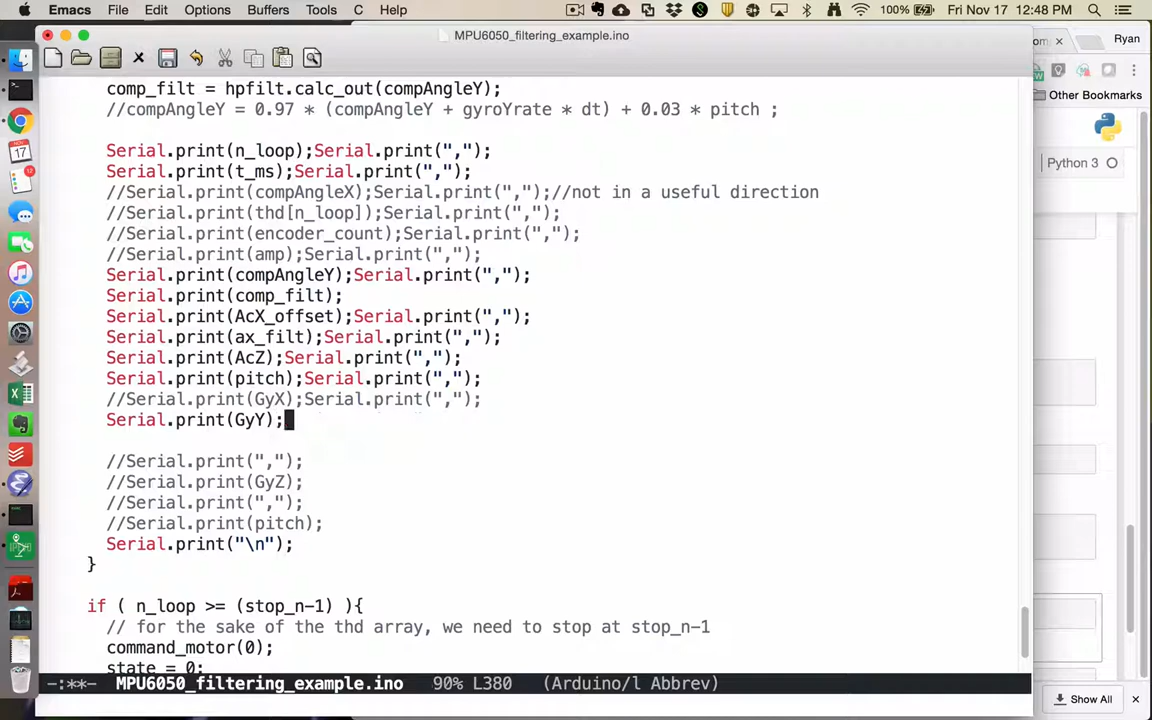 Emacs File Edit Options Buffers Tools C Help 100% Fri Nov 17 12:48 PM
MPU6050_filtering_example.ino
Ryan
Other Bookmarks
Python 3
comp_filt = hpfilt.calc_out(compAngleY);
//compAngleY = 0.97 * (compAngleY + gyroYrate * dt) + 0.03 * pitch ;
Serial.print(n_loop);Serial.print(",");
Serial.print(t_ms);Serial.print(",");
//Serial.print(compAngleX);Serial.print(",");//not in a useful direction
//Serial.print(thd[n_loop]);Serial.print(",");
//Serial.print(encoder_count);Serial.print(",");
//Serial.print(amp);Serial.print(",");
Serial.print(compAngleY);Serial.print(",");
Serial.print(comp_filt);
Serial.print(AcX_offset);Serial.print(",");
Serial.print(ax_filt);Serial.print(",");
Serial.print(AcZ);Serial.print(",");
Serial.print(pitch);Serial.print(",");
//Serial.print(GyX);Serial.print(",");
Serial.print(GyY);
//Serial.print(",");
//Serial.print(GyZ);
//Serial.print(",");
//Serial.print(pitch);
Serial.print("\n");
}
if ( n_loop >= (stop_n-1) ){
// for the sake of the thd array, we need to stop at stop_n-1
command_motor(0);
state = 0;
-:**- MPU6050_filtering_example.ino 90% L380 (Arduino/l Abbrev)
Show All